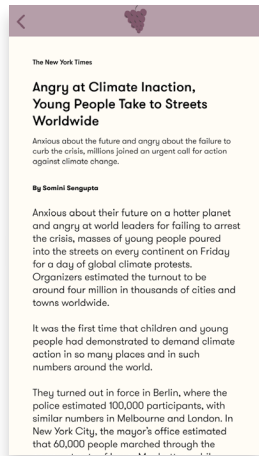 The New York Times
Angry at Climate Inaction,
Young People Take to Streets
Worldwide
Anxious about the future and angry about the failure to
curb the crisis, millions joined an urgent call for action
against climate change.
By Somini Sengupta
Anxious about their future on a hotter planet
and angry at world leaders for failing to arrest
the crisis, masses of young people poured
into the streets on every continent on Friday
for a day of global climate protests.
Organizers estimated the turnout to be
around four million in thousands of cities and
towns worldwide.
It was the first time that children and young
people had demonstrated to demand climate
action in so many places and in such
numbers around the world.
They turned out in force in Berlin, where the
police estimated 100,000 participants, with
similar numbers in Melbourne and London. In
New York City, the mayor's office estimated
that 60,000 people marched through the